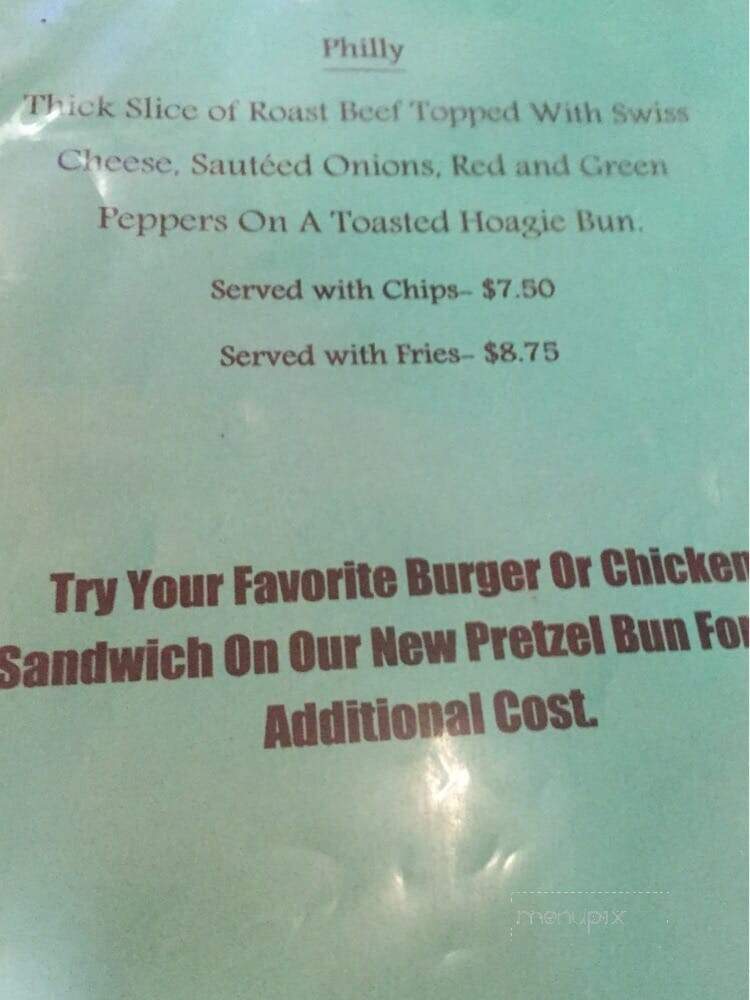 Philly
Thick Slice of Roast Beef Topped With Swiss
Cheese, Sautéed Onions, Red and Green
Peppers On A Toasted Hoagie Bun.
Served with Chips– $7.50
Served with Fries– $8.75
Try Your Favorite Burger Or Chicken
Sandwich On Our New Pretzel Bun For
Additional Cost.
menupix